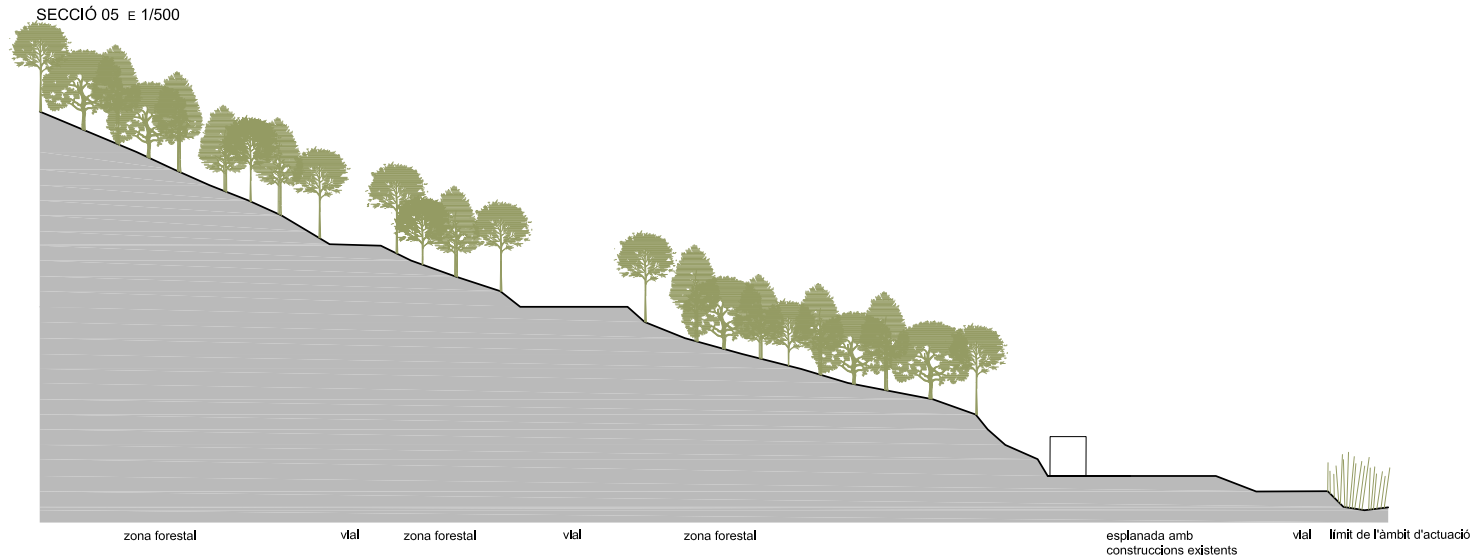 SECCIÓ 05 E 1/500
zona forestal
vial
zona forestal
vial
zona forestal
esplanada amb
construccions existents
vial
límit de l'àmbit d'actuació